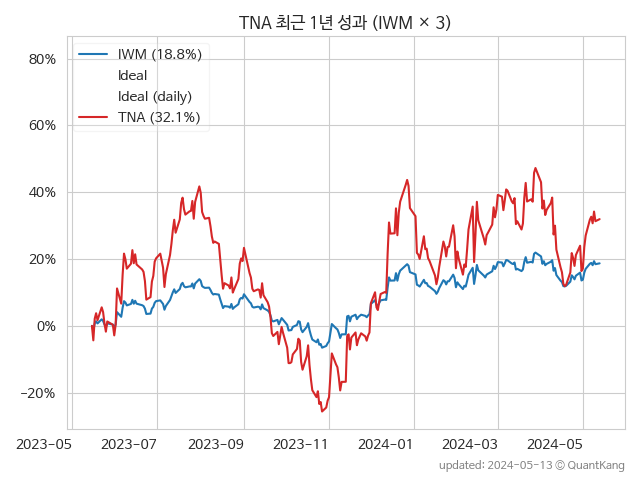 TNA 최근 1년 성과 (IWM × 3)
IWM (18.8%)
Ideal
Ideal (daily)
TNA (32.1%)
80%
60%
40%
20%
0%
−20%
2023-05
2023-07
2023-09
2023-11
2024-01
2024-03
2024-05
updated: 2024-05-13 © QuantKang